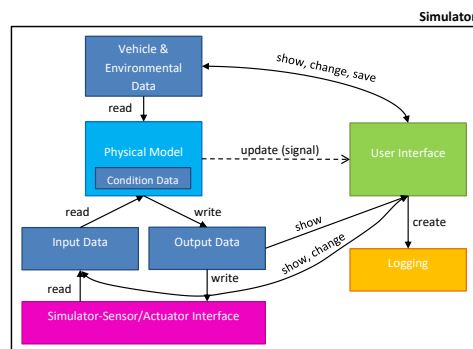 Simulator
Vehicle &
Environmental
Data
show, change, save
read
Physical Model
Condition Data
update (signal)
User Interface
read
write
show
create
Input Data
Output Data
show, change
Logging
read
write
Simulator-Sensor/Actuator Interface